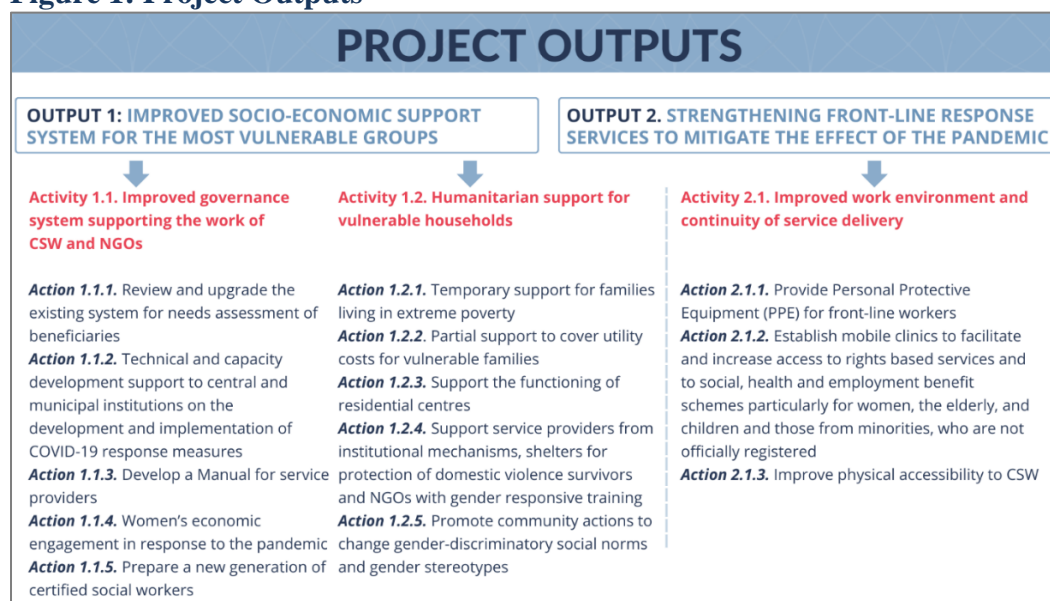 Figure 1: Project Outputs
PROJECT OUTPUTS
OUTPUT 1: IMPROVED SOCIO-ECONOMIC SUPPORT
SYSTEM FOR THE MOST VULNERABLE GROUPS
OUTPUT 2. STRENGTHENING FRONT-LINE RESPONSE
SERVICES TO MITIGATE THE EFFECT OF THE PANDEMIC
Activity 1.1. Improved governance
system supporting the work of
CSW and NGOs
Action 1.1.1. Review and upgrade the
existing system for needs assessment of
beneficiaries
Action 1.1.2. Technical and capacity
development support to central and
municipal institutions on the
development and implementation of
COVID-19 response measures
Action 1.1.3. Develop a Manual for service
providers
Action 1.1.4. Women’s economic
engagement in response to the pandemic
Action 1.1.5. Prepare a new generation of
certified social workers
Activity 1.2. Humanitarian support for
vulnerable households
Action 1.2.1. Temporary support for families
living in extreme poverty
Action 1.2.2. Partial support to cover utility
costs for vulnerable families
Action 1.2.3. Support the functioning of
residential centres
Action 1.2.4. Support service providers from
institutional mechanisms, shelters for
protection of domestic violence survivors
and NGOs with gender responsive training
Action 1.2.5. Promote community actions to
change gender-discriminatory social norms
and gender stereotypes
Activity 2.1. Improved work environment and
continuity of service delivery
Action 2.1.1. Provide Personal Protective
Equipment (PPE) for front-line workers
Action 2.1.2. Establish mobile clinics to facilitate
and increase access to rights based services and
to social, health and employment benefit
schemes particularly for women, the elderly, and
children and those from minorities, who are not
officially registered
Action 2.1.3. Improve physical accessibility to CSW